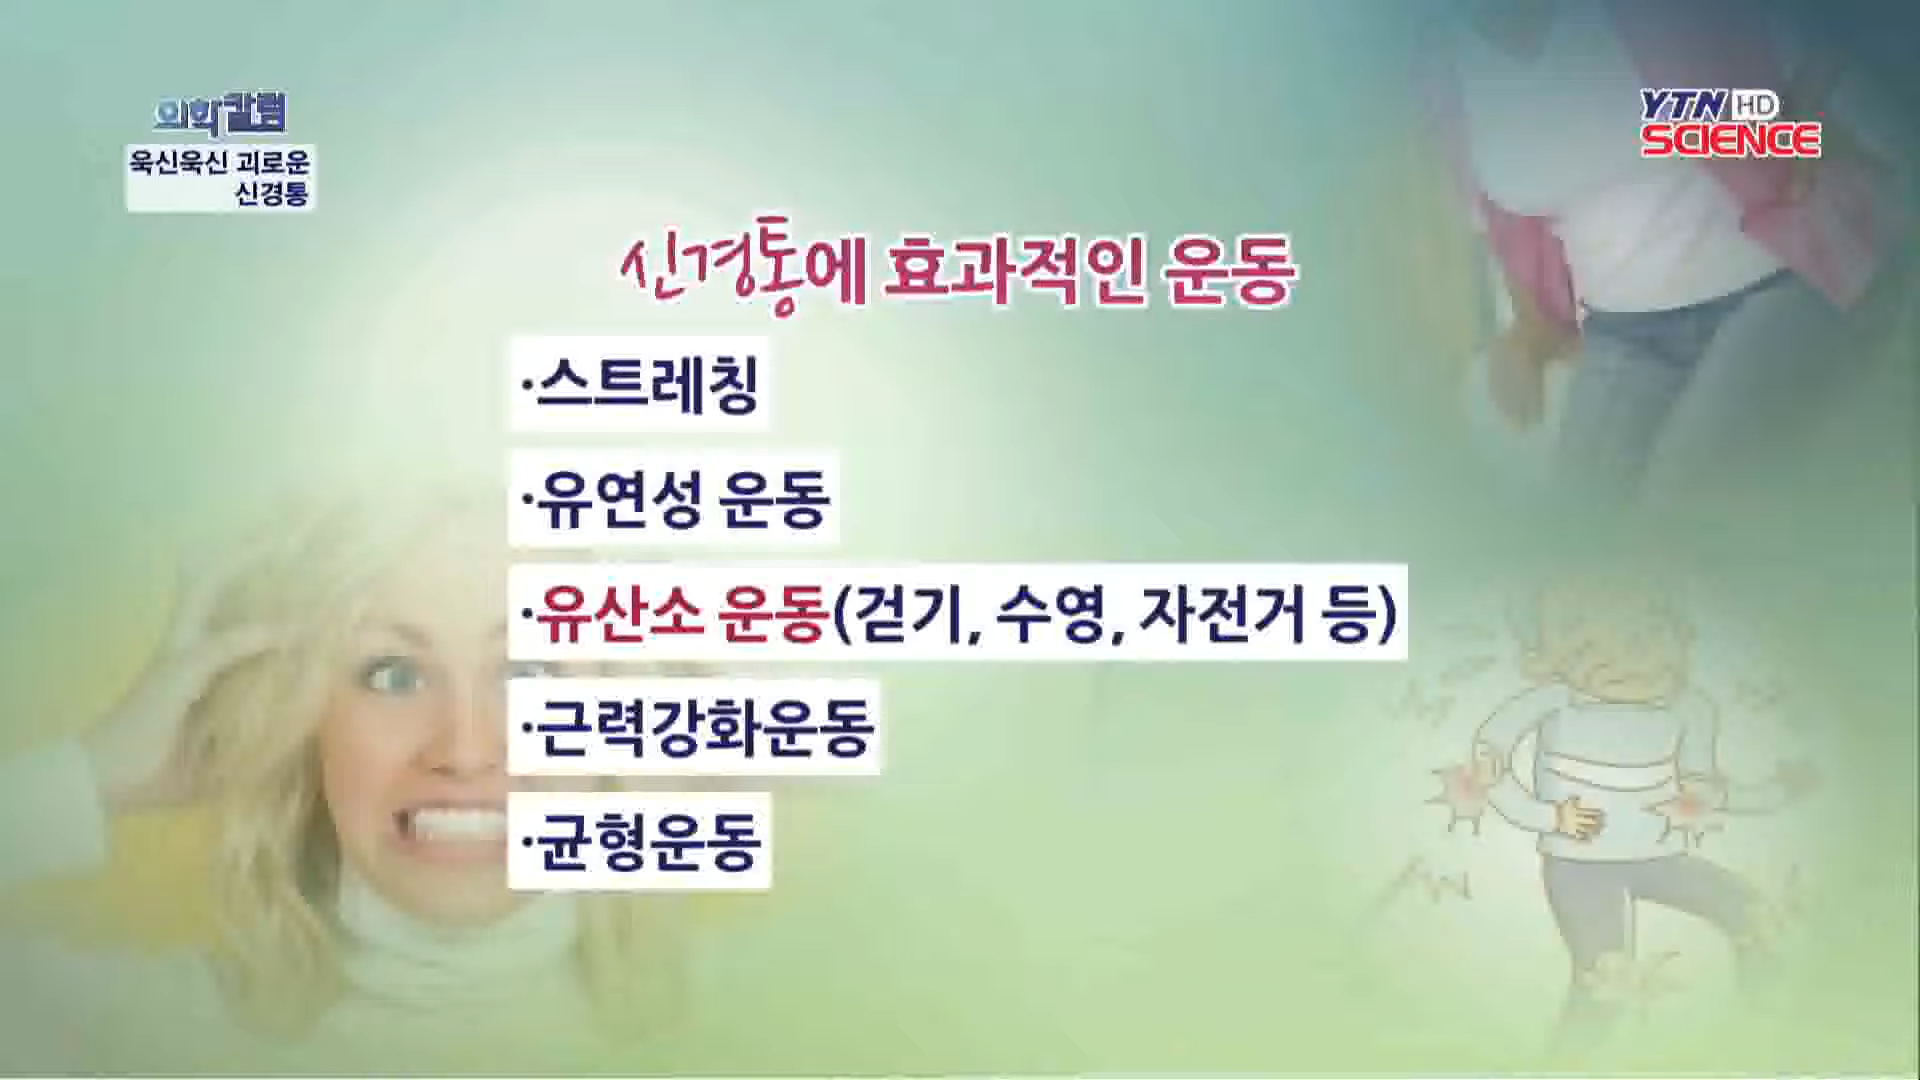 의학칼럼
욱신욱신 괴로운
신경통
YTN HD
SCIENCE
신경통에 효과적인 운동
·스트레칭
·유연성 운동
·유산소 운동(걷기, 수영, 자전거 등)
·근력강화운동
·균형운동